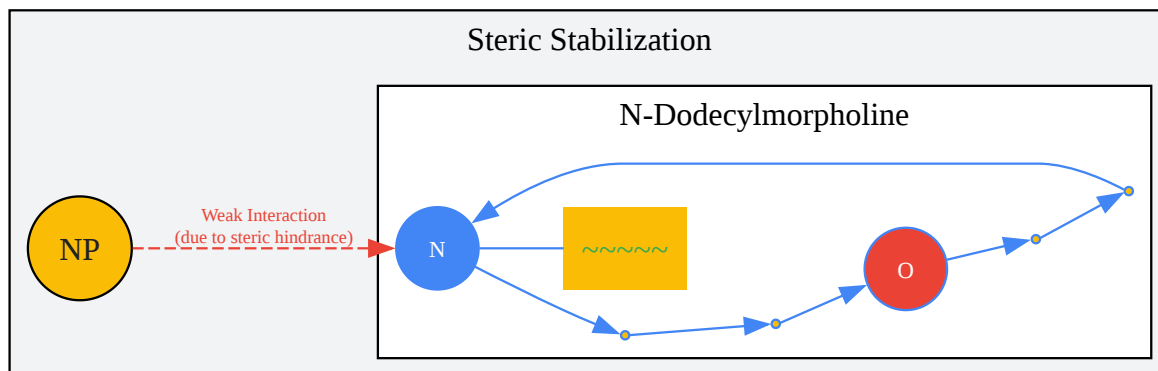 Steric Stabilization
N-Dodecylmorpholine
Weak Interaction
(due to steric hindrance)
NP
N
~~~~~
O